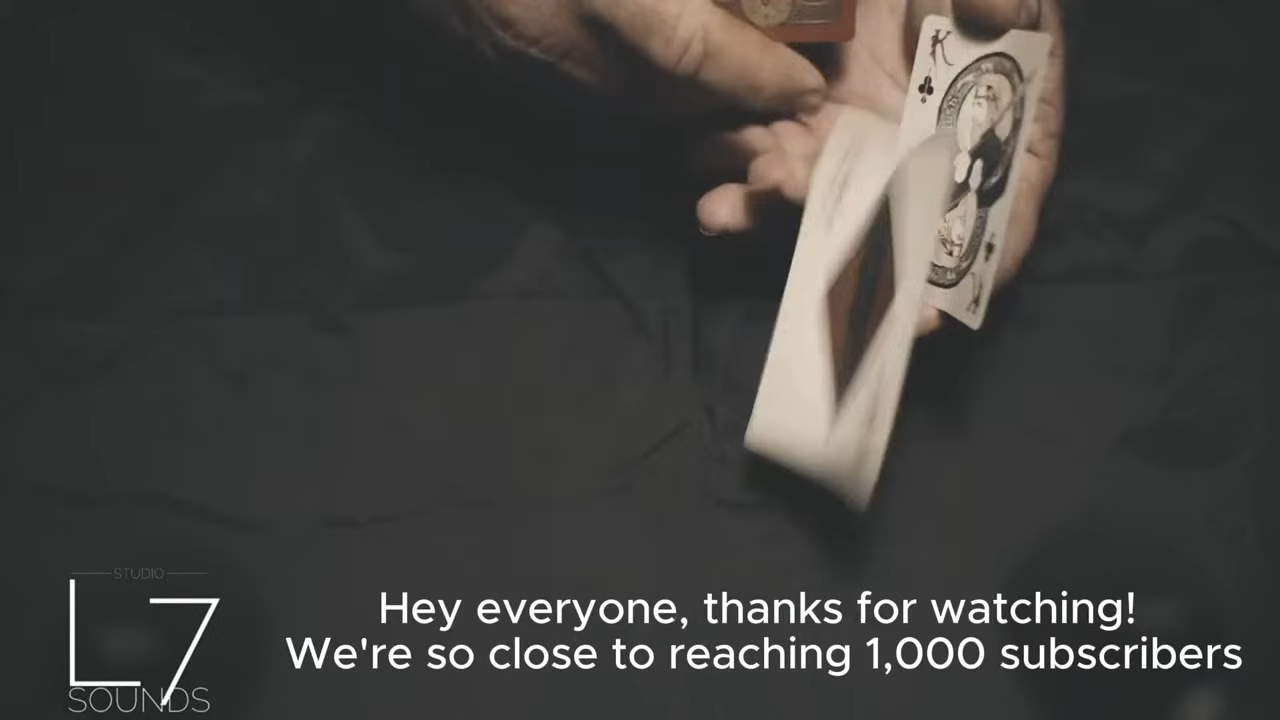 K
STUDIO
L7
SOUNDS
Hey everyone, thanks for watching!
We're so close to reaching 1,000 subscribers